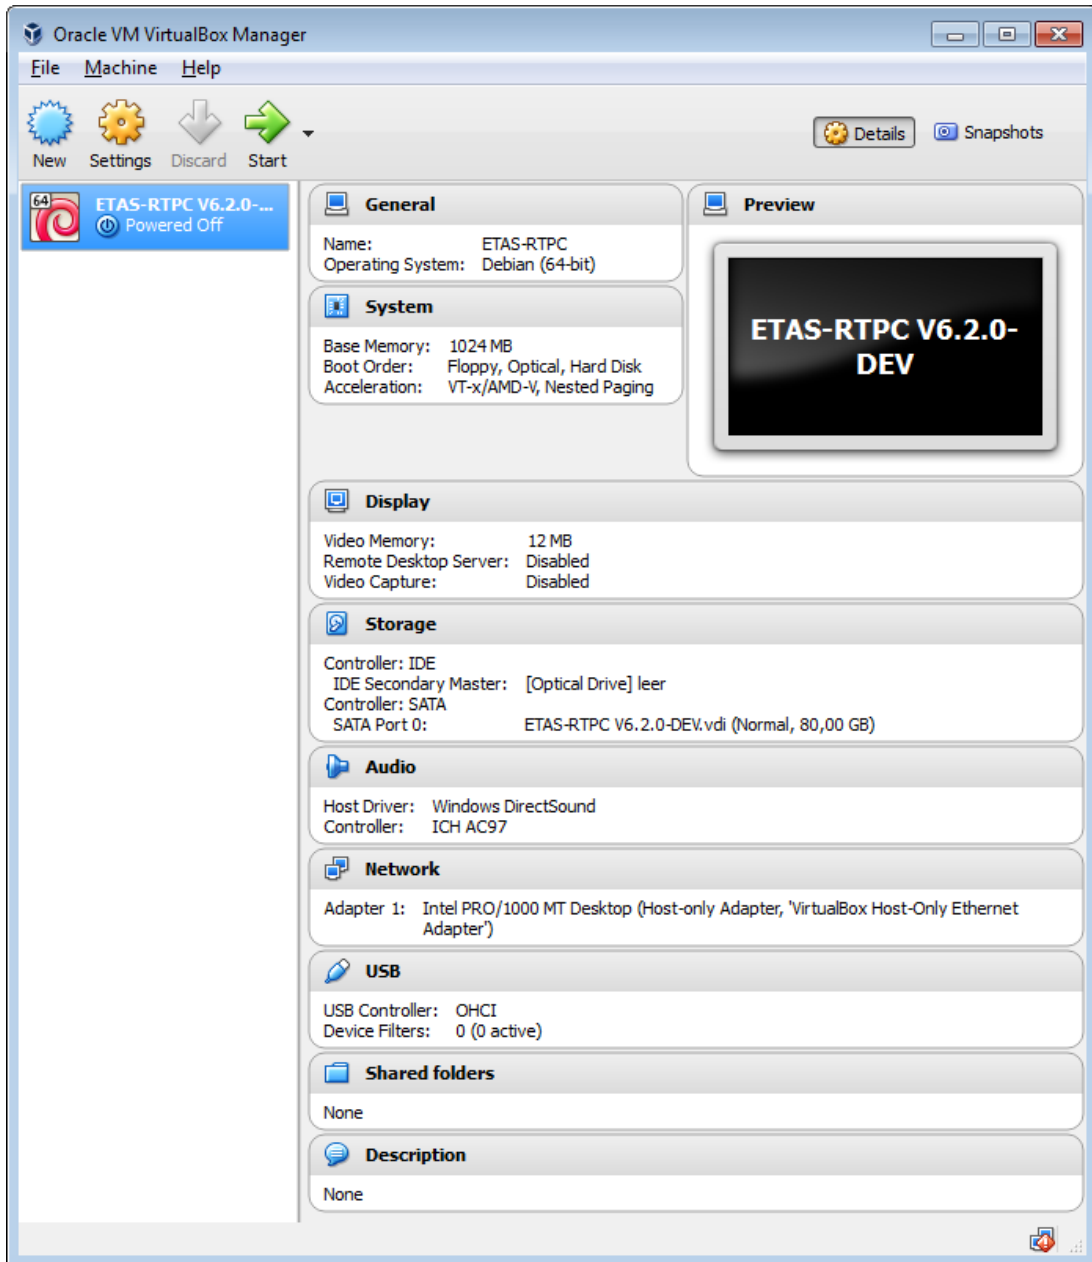 Oracle VM VirtualBox Manager
File Machine Help
New Settings Discard Start
Details Snapshots
64
ETAS-RTPC V6.2.0-...
Powered Off
General
Name: ETAS-RTPC
Operating System: Debian (64-bit)
System
Base Memory: 1024 MB
Boot Order: Floppy, Optical, Hard Disk
Acceleration: VT-x/AMD-V, Nested Paging
Preview
ETAS-RTPC V6.2.0-
DEV
Display
Video Memory: 12 MB
Remote Desktop Server: Disabled
Video Capture: Disabled
Storage
Controller: IDE
IDE Secondary Master: [Optical Drive] leer
Controller: SATA
SATA Port 0: ETAS-RTPC V6.2.0-DEV.vdi (Normal, 80,00 GB)
Audio
Host Driver: Windows DirectSound
Controller: ICH AC97
Network
Adapter 1: Intel PRO/1000 MT Desktop (Host-only Adapter, 'VirtualBox Host-Only Ethernet
Adapter')
USB
USB Controller: OHCI
Device Filters: 0 (0 active)
Shared folders
None
Description
None